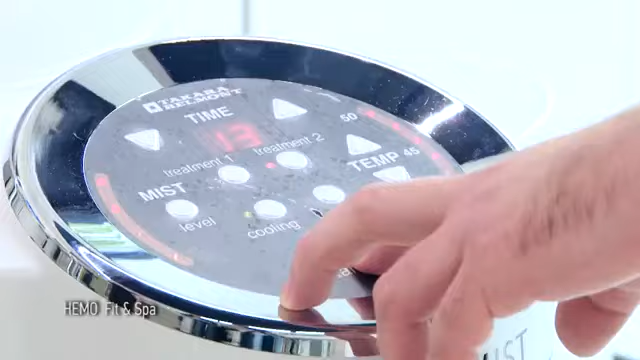 TAKARA
BELMONT
TIME
13
50
treatment 1
treatment 2
TEMP
45
MIST
level
cooling
HEMO Fit & Spa